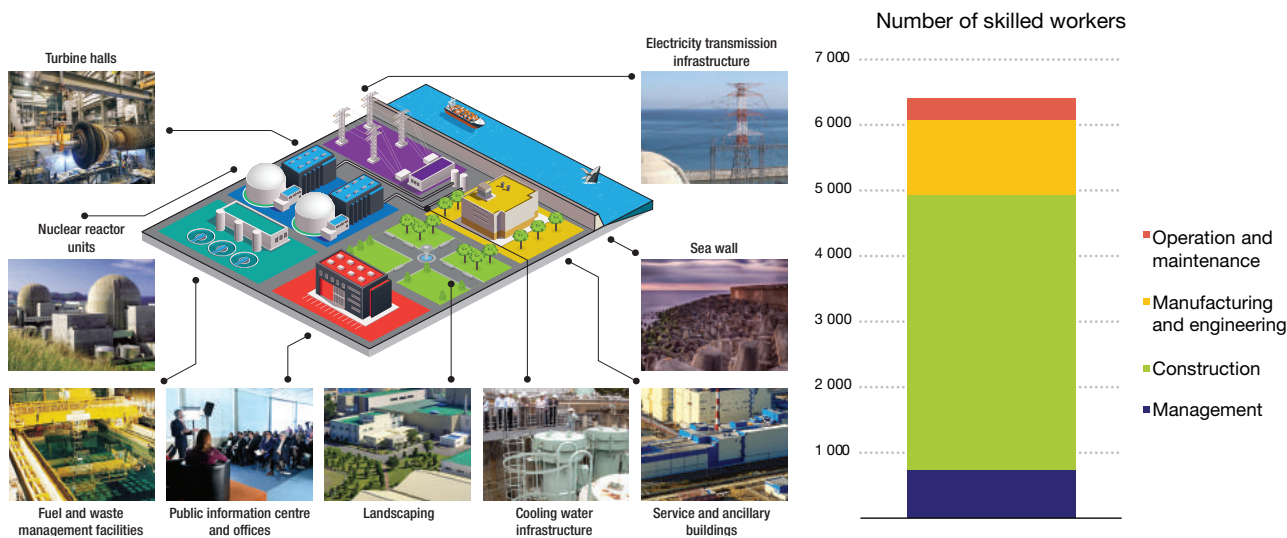 Turbine halls
Electricity transmission
infrastructure
Nuclear reactor
units
Sea wall
Fuel and waste
management facilities
Public information centre
and offices
Landscaping
Cooling water
infrastructure
Service and ancillary
buildings
Number of skilled workers
7 000
6 000
5 000
4 000
3 000
2 000
1 000
Operation and
maintenance
Manufacturing
and engineering
Construction
Management